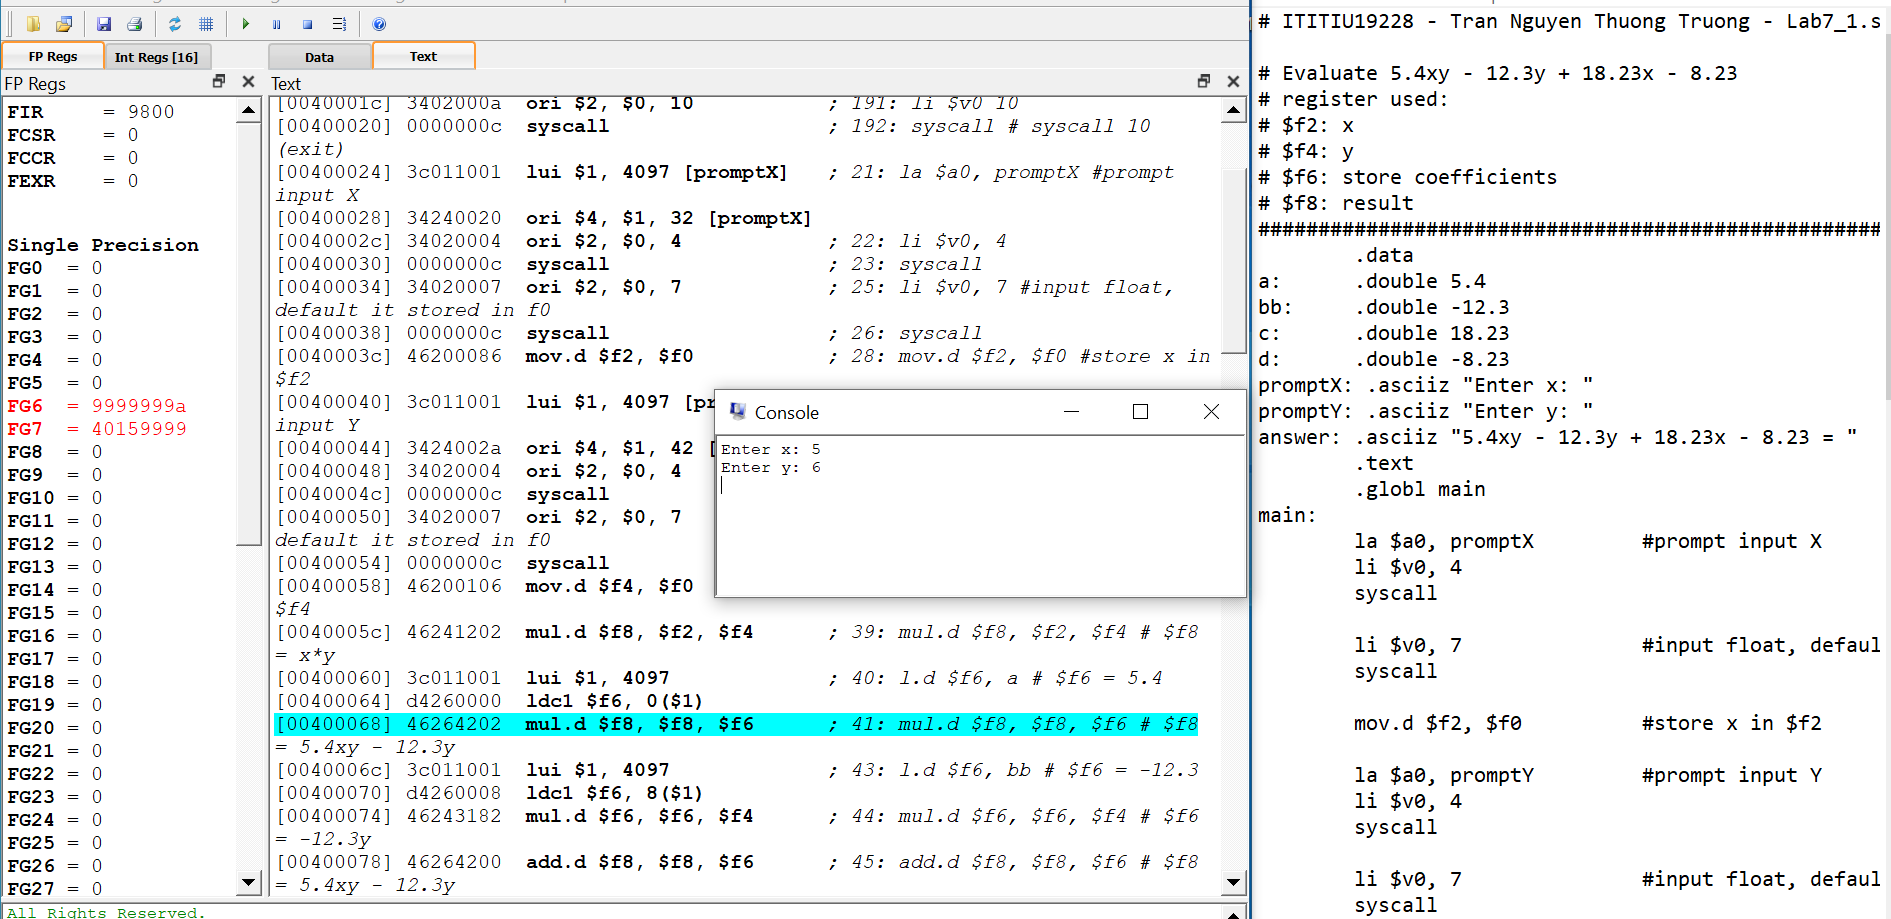 FP Regs
Int Regs [16]
Data
Text
FP Regs
FIR = 9800
FCSR = 0
FCCR = 0
FEXR = 0
Single Precision
FG0 = 0
FG1 = 0
FG2 = 0
FG3 = 0
FG4 = 0
FG5 = 0
FG6 = 9999999a
FG7 = 40159999
FG8 = 0
FG9 = 0
FG10 = 0
FG11 = 0
FG12 = 0
FG13 = 0
FG14 = 0
FG15 = 0
FG16 = 0
FG17 = 0
FG18 = 0
FG19 = 0
FG20 = 0
FG21 = 0
FG22 = 0
FG23 = 0
FG24 = 0
FG25 = 0
FG26 = 0
FG27 = 0
Text
[0040001c] 3402000a ori $2, $0, 10 ; 191: li $v0 10
[00400020] 0000000c syscall ; 192: syscall # syscall 10
(exit)
[00400024] 3c011001 lui $1, 4097 [promptX] ; 21: la $a0, promptX #prompt
input X
[00400028] 34240020 ori $4, $1, 32 [promptX]
[0040002c] 34020004 ori $2, $0, 4 ; 22: li $v0, 4
[00400030] 0000000c syscall ; 23: syscall
[00400034] 34020007 ori $2, $0, 7 ; 25: li $v0, 7 #input float,
default it stored in f0
[00400038] 0000000c syscall ; 26: syscall
[0040003c] 46200086 mov.d $f2, $f0 ; 28: mov.d $f2, $f0 #store x in
$f2
[00400040] 3c011001 lui $1, 4097 [pr
input Y
[00400044] 3424002a ori $4, $1, 42 [
[00400048] 34020004 ori $2, $0, 4
[0040004c] 0000000c syscall
[00400050] 34020007 ori $2, $0, 7
default it stored in f0
[00400054] 0000000c syscall
[00400058] 46200106 mov.d $f4, $f0
$f4
[0040005c] 46241202 mul.d $f8, $f2, $f4 ; 39: mul.d $f8, $f2, $f4 # $f8
= x*y
[00400060] 3c011001 lui $1, 4097 ; 40: l.d $f6, a # $f6 = 5.4
[00400064] d4260000 ldc1 $f6, 0($1)
[00400068] 46264202 mul.d $f8, $f8, $f6 ; 41: mul.d $f8, $f8, $f6 # $f8
= 5.4xy - 12.3y
[0040006c] 3c011001 lui $1, 4097 ; 43: l.d $f6, bb # $f6 = -12.3
[00400070] d4260008 ldc1 $f6, 8($1)
[00400074] 46243182 mul.d $f6, $f6, $f4 ; 44: mul.d $f6, $f6, $f4 # $f6
= -12.3y
[00400078] 46264200 add.d $f8, $f8, $f6 ; 45: add.d $f8, $f8, $f6 # $f8
= 5.4xy - 12.3y
Console
Enter x: 5
Enter y: 6
All Rights Reserved.
# ITITIU19228 - Tran Nguyen Thuong Truong - Lab7_1.s
# Evaluate 5.4xy - 12.3y + 18.23x - 8.23
# register used:
# $f2: x
# $f4: y
# $f6: store coefficients
# $f8: result
####################################################
.data
a: .double 5.4
bb: .double -12.3
c: .double 18.23
d: .double -8.23
promptX: .asciiz "Enter x: "
promptY: .asciiz "Enter y: "
answer: .asciiz "5.4xy - 12.3y + 18.23x - 8.23 = "
.text
.globl main
main:
la $a0, promptX #prompt input X
li $v0, 4
syscall
li $v0, 7 #input float, defaul
syscall
mov.d $f2, $f0 #store x in $f2
la $a0, promptY #prompt input Y
li $v0, 4
syscall
li $v0, 7 #input float, defaul
syscall